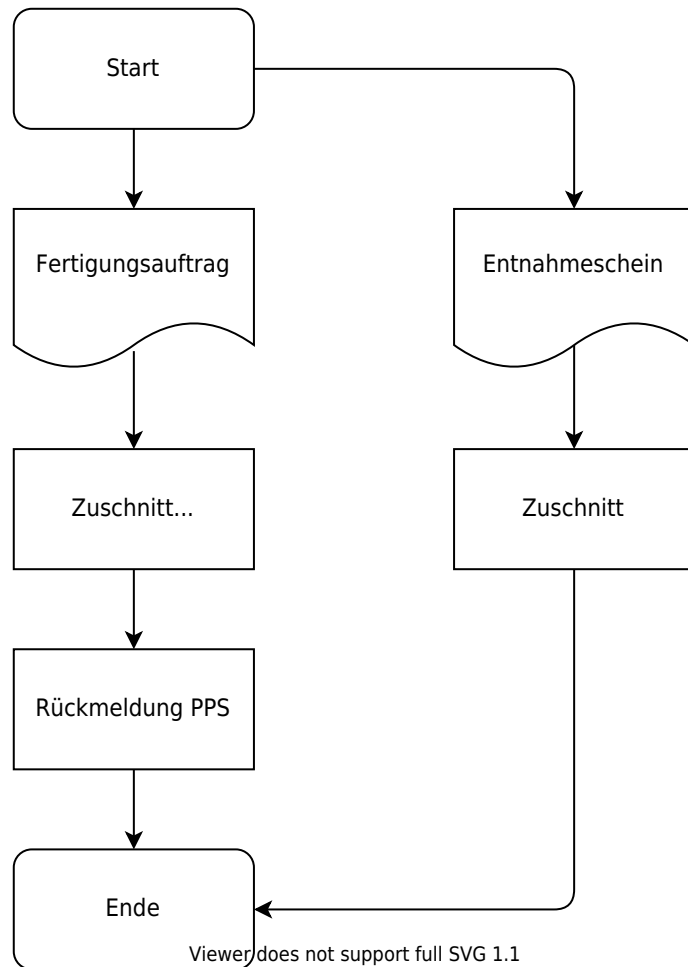 Start
Fertigungsauftrag
Entnahmeschein
Zuschnitt...
Zuschnitt
Rückmeldung PPS
Ende
Viewer does not support full SVG 1.1